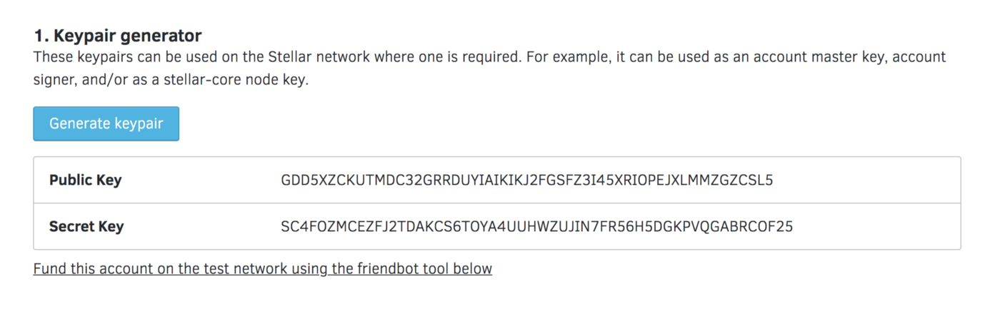 1. Keypair generator
These keypairs can be used on the Stellar network where one is required. For example, it can be used as an account master key, account
signer, and/or as a stellar-core node key.
Generate keypair
Public Key GDD5XZCKUTMDC32GRRDUYIAIKIKJ2FGSFZ3I45XRIOPEJXLMMZGZCSL5
Secret Key SC4FOZMCEZFJ2TDAKCS6TOYA4UUHWZUJIN7FR56H5DGKPVQGABRCOF25
Fund this account on the test network using the friendbot tool below